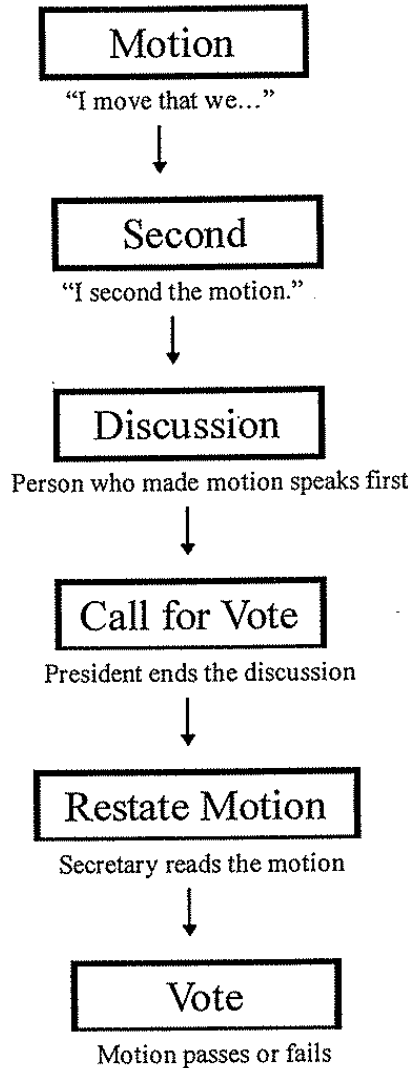 Motion
“I move that we…”
Second
“I second the motion.”
Discussion
Person who made motion speaks first
Call for Vote
President ends the discussion
Restate Motion
Secretary reads the motion
Vote
Motion passes or fails